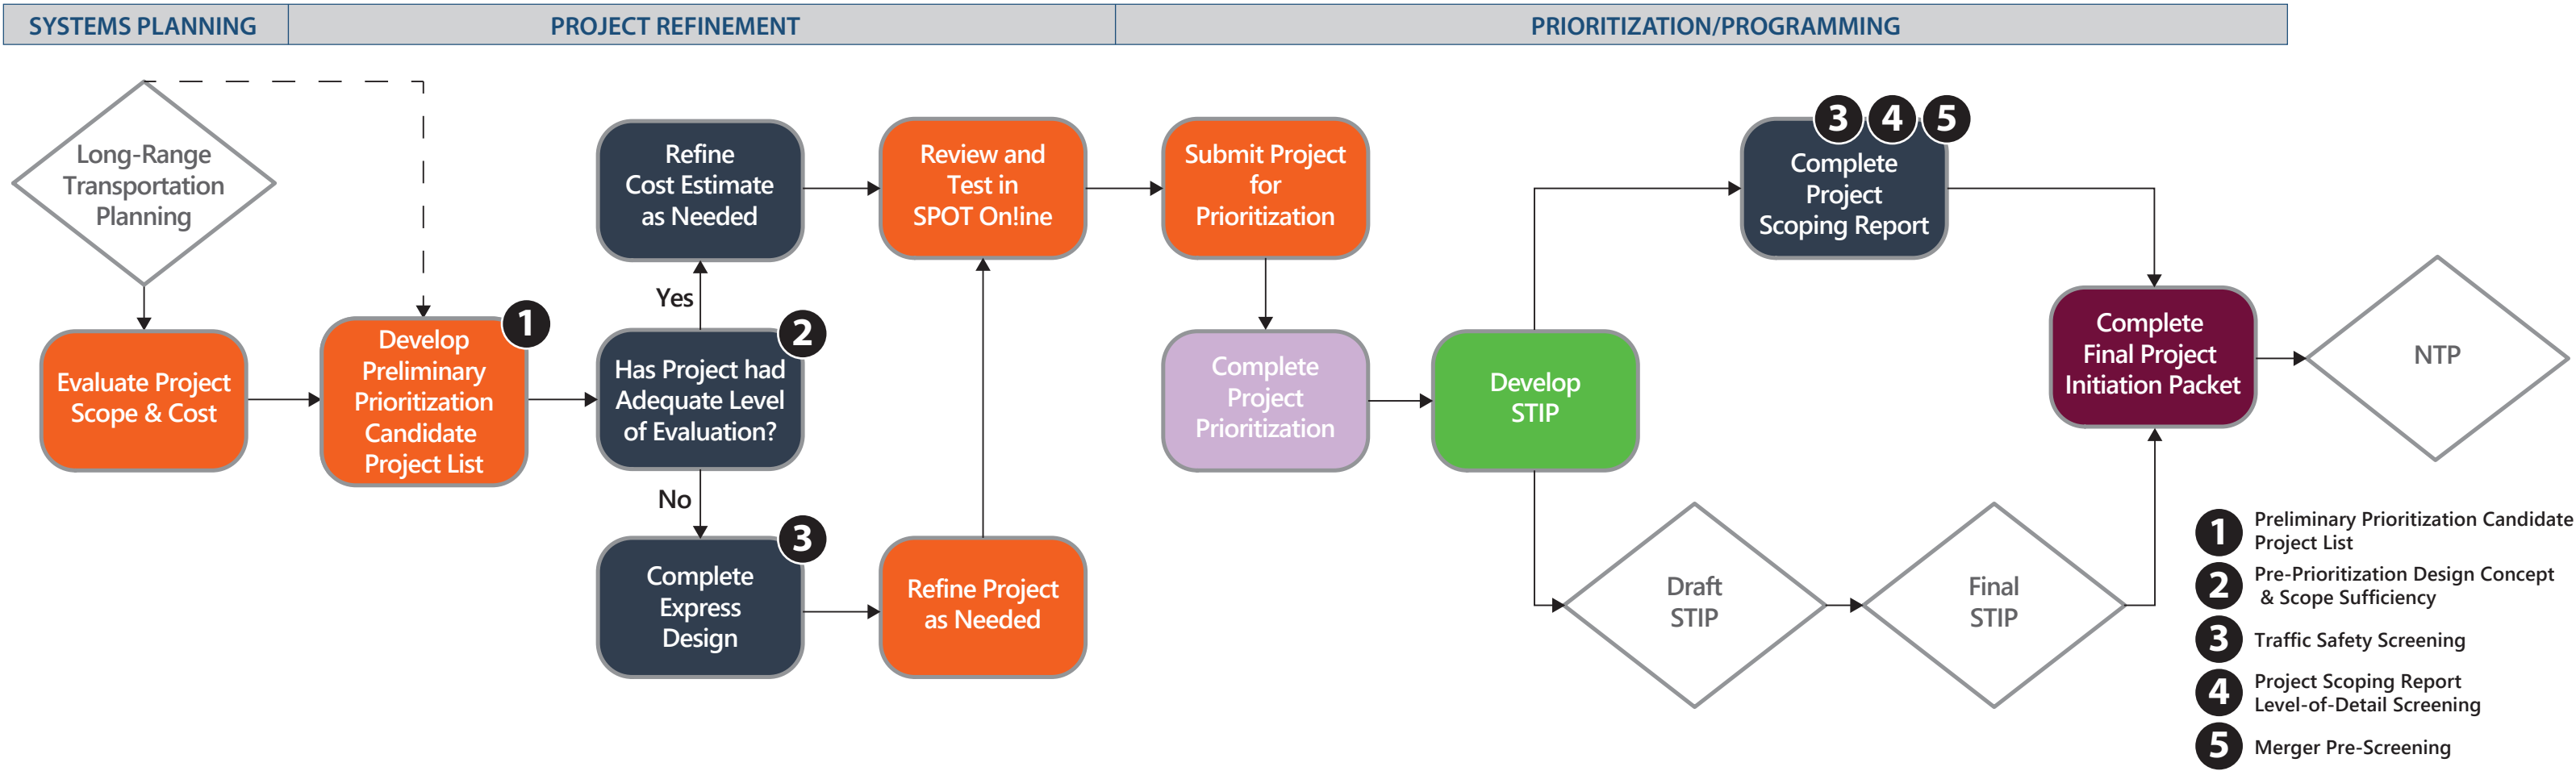 SYSTEMS PLANNING
PROJECT REFINEMENT
PRIORITIZATION/PROGRAMMING
Long-Range
Transportation
Planning
Evaluate Project
Scope & Cost
1
Develop
Preliminary
Prioritization
Candidate
Project List
Refine
Cost Estimate
as Needed
Yes
2
Has Project had
Adequate Level
of Evaluation?
No
3
Complete
Express
Design
Review and
Test in
SPOT On!ine
Refine Project
as Needed
Submit Project
for
Prioritization
Complete
Project
Prioritization
Develop
STIP
3 4 5
Complete
Project
Scoping Report
Draft
STIP
Final
STIP
Complete
Final Project
Initiation Packet
NTP
1 Preliminary Prioritization Candidate
Project List
2 Pre-Prioritization Design Concept
& Scope Sufficiency
3 Traffic Safety Screening
4 Project Scoping Report
Level-of-Detail Screening
5 Merger Pre-Screening